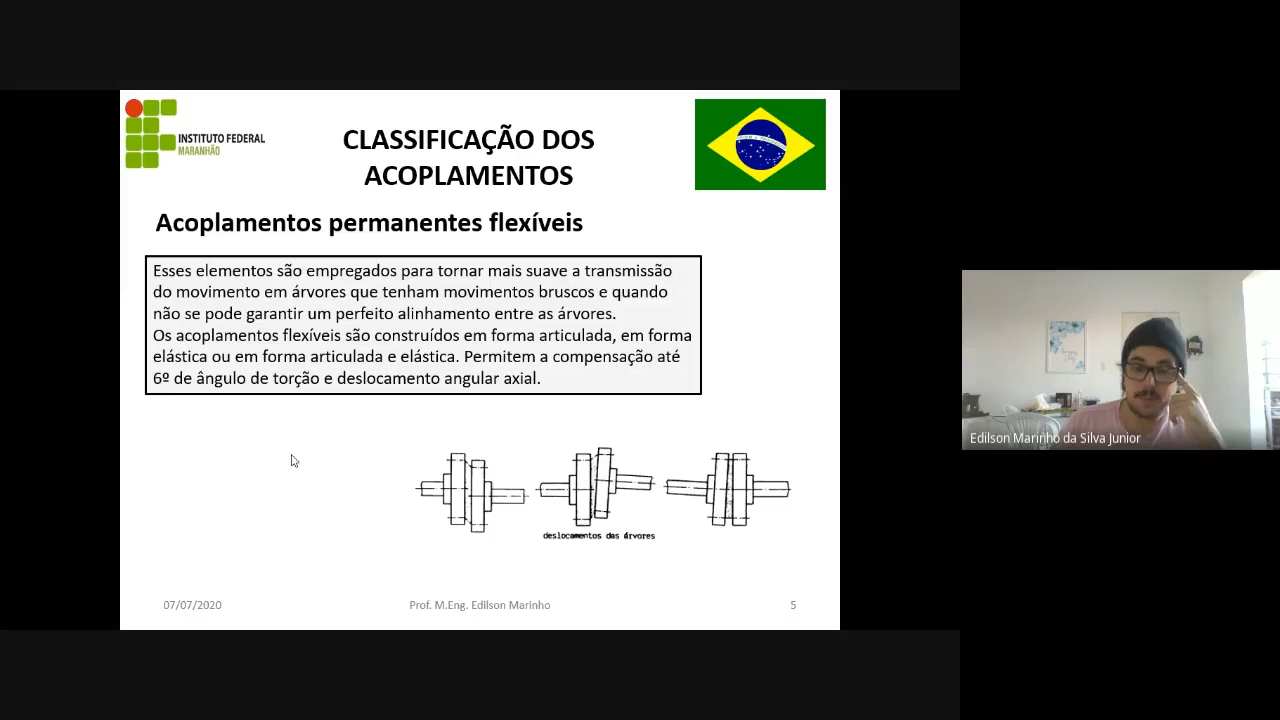 INSTITUTO FEDERAL
MARANHÃO
CLASSIFICAÇÃO DOS
ACOPLAMENTOS
Acoplamentos permanentes flexíveis
Esses elementos são empregados para tornar mais suave a transmissão
do movimento em árvores que tenham movimentos bruscos e quando
não se pode garantir um perfeito alinhamento entre as árvores.
Os acoplamentos flexíveis são construídos em forma articulada, em forma
elástica ou em forma articulada e elástica. Permitem a compensação até
6º de ângulo de torção e deslocamento angular axial.
deslocamentos das árvores
07/07/2020
Prof. M.Eng. Edilson Marinho
5
Edilson Marinho da Silva Junior